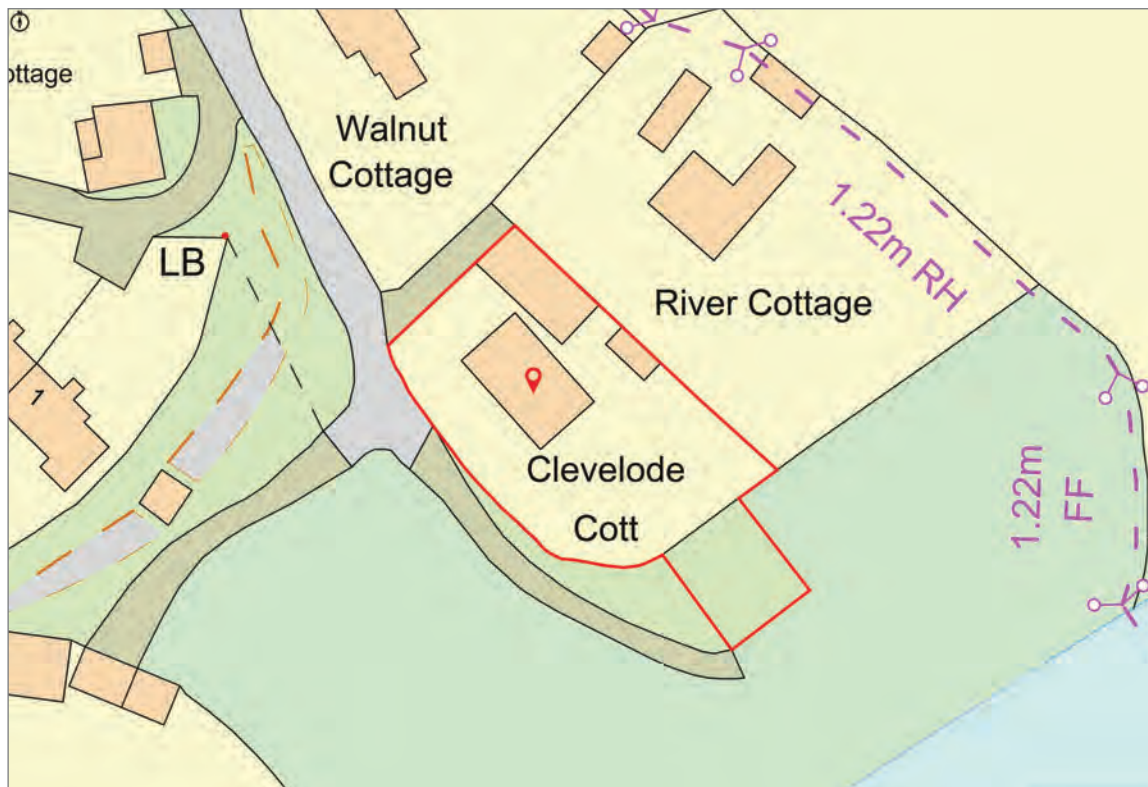 ottage
Walnut
Cottage
LB
1.22m RH
River Cottage
1
Clevelode
Cott
1.22m
FF